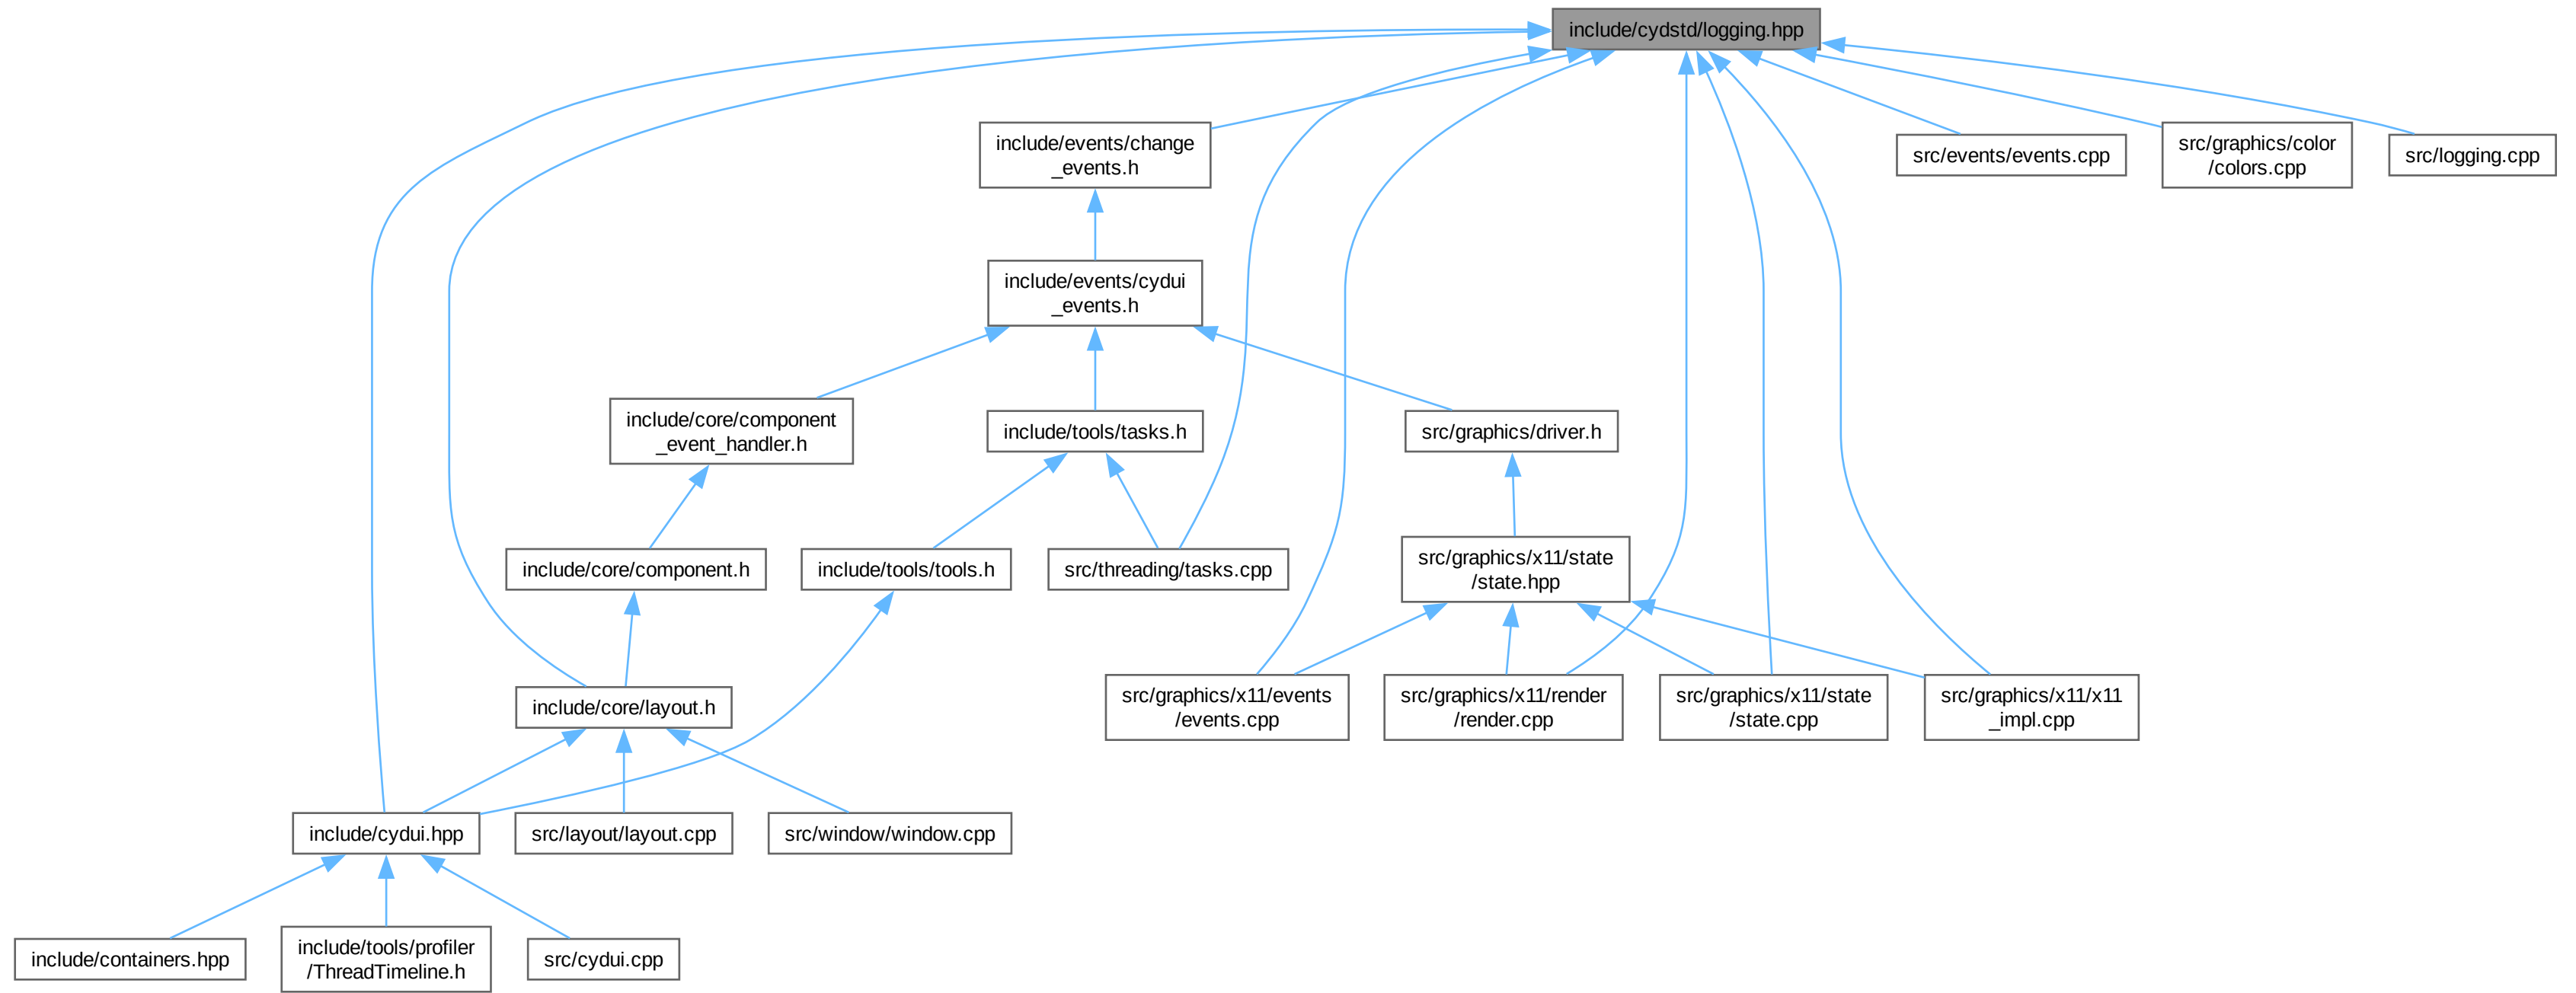 include/cydstd/logging.hpp
include/events/change
_events.h
src/events/events.cpp
src/graphics/color
/colors.cpp
src/logging.cpp
include/events/cydui
_events.h
include/core/component
_event_handler.h
include/tools/tasks.h
src/graphics/driver.h
include/core/component.h
include/tools/tools.h
src/threading/tasks.cpp
src/graphics/x11/state
/state.hpp
include/core/layout.h
src/graphics/x11/events
/events.cpp
src/graphics/x11/render
/render.cpp
src/graphics/x11/state
/state.cpp
src/graphics/x11/x11
_impl.cpp
include/cydui.hpp
src/layout/layout.cpp
src/window/window.cpp
include/containers.hpp
include/tools/profiler
/ThreadTimeline.h
src/cydui.cpp